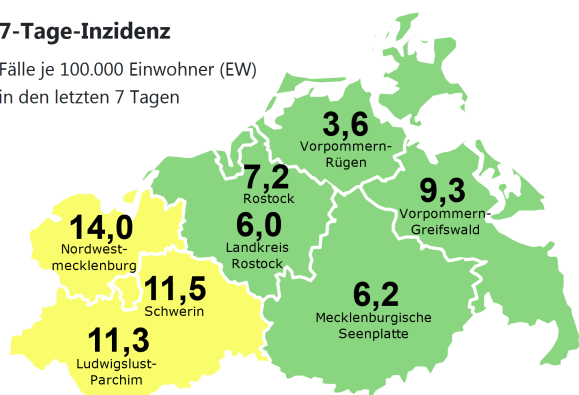 7-Tage-Inzidenz
Fälle je 100.000 Einwohner (EW)
in den letzten 7 Tagen
3,6
Vorpommern-
Rügen
7,2
Rostock
6,0
Landkreis
Rostock
9,3
Vorpommern-
Greifswald
14,0
Nordwest-
mecklenburg
11,5
Schwerin
6,2
Mecklenburgische
Seenplatte
11,3
Ludwigslust-
Parchim